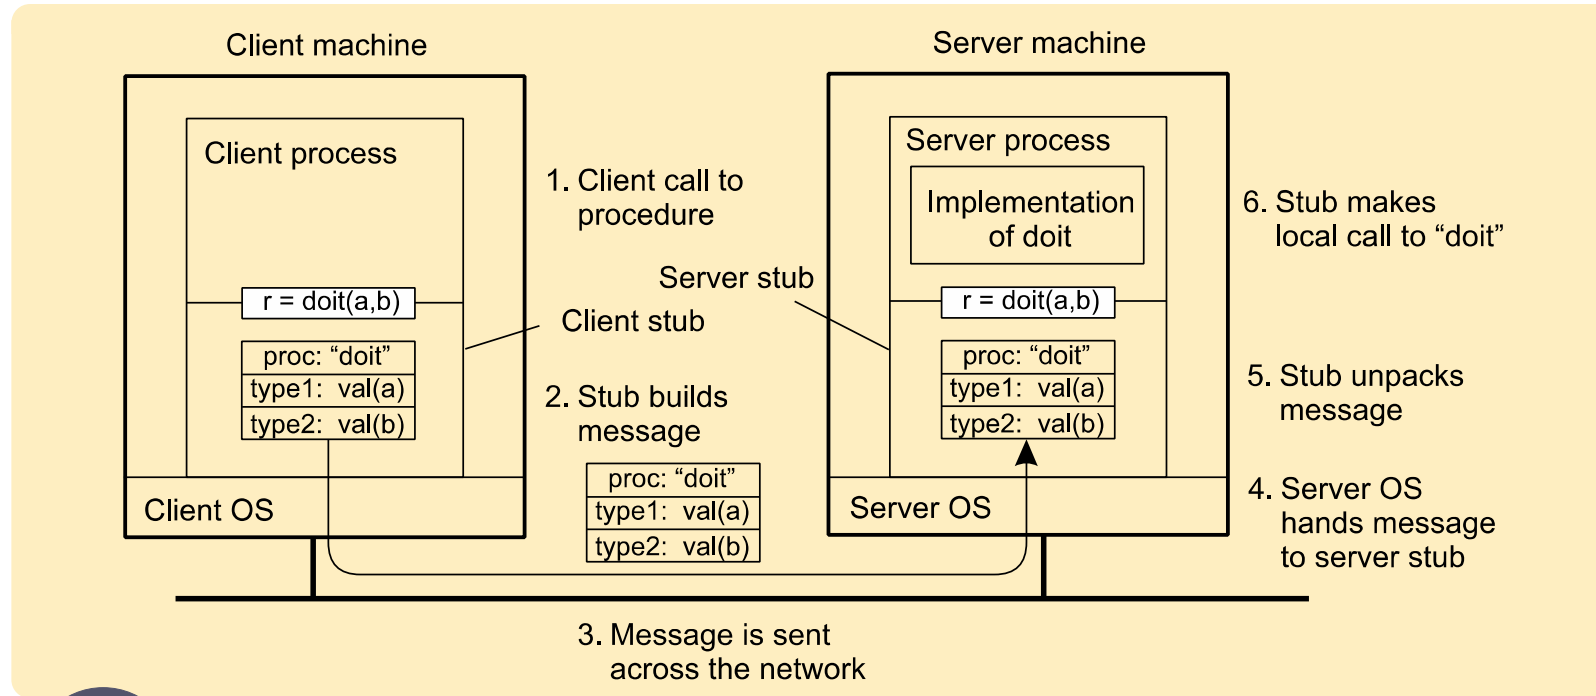 Client machine
Server machine
Client process
1. Client call to
procedure
Server process
Implementation
of doit
6. Stub makes
local call to “doit”
Server stub
r = doit(a,b)
Client stub
r = doit(a,b)
proc: “doit”
type1: val(a)
type2: val(b)
2. Stub builds
message
proc: “doit”
type1: val(a)
type2: val(b)
proc: “doit”
type1: val(a)
type2: val(b)
5. Stub unpacks
message
Client OS
Server OS
4. Server OS
hands message
to server stub
3. Message is sent
across the network